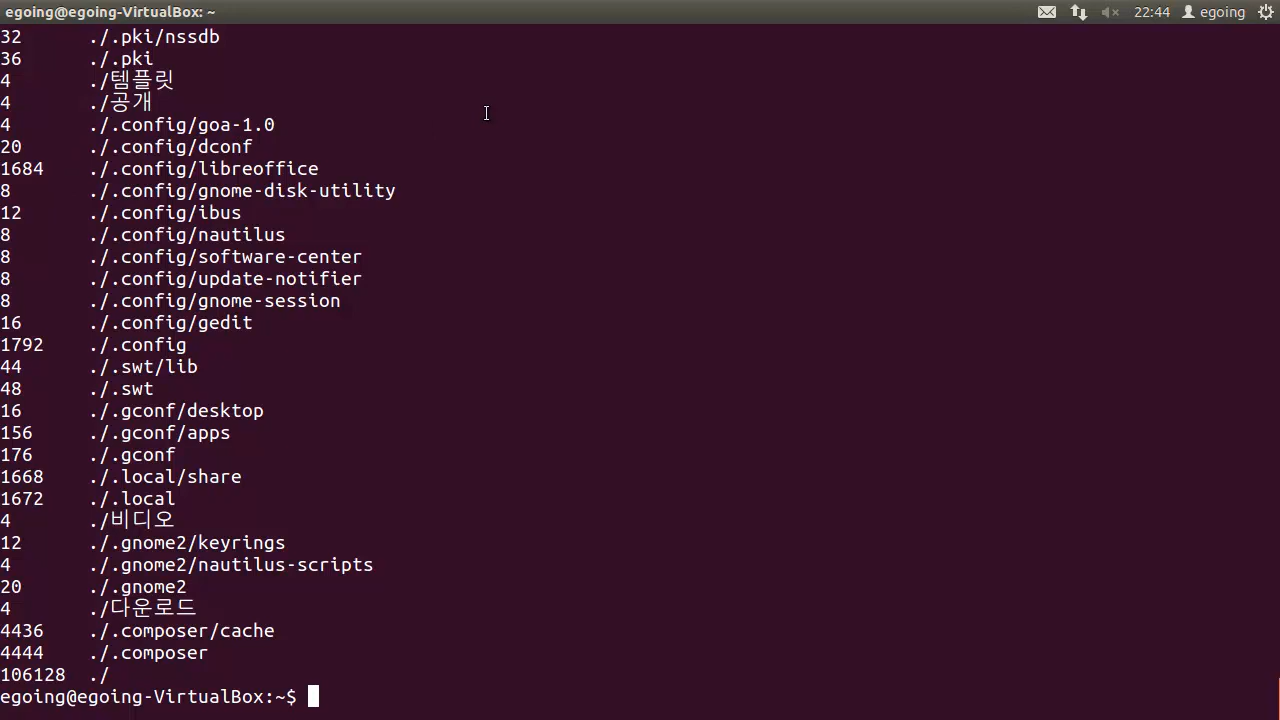 egoing@egoing-VirtualBox: ~ 22:44 egoing
32 ./.pki/nssdb
36 ./.pki
4 ./템플릿
4 ./공개
4 ./.config/goa-1.0
20 ./.config/dconf
1684 ./.config/libreoffice
8 ./.config/gnome-disk-utility
12 ./.config/ibus
8 ./.config/nautilus
8 ./.config/software-center
8 ./.config/update-notifier
8 ./.config/gnome-session
16 ./.config/gedit
1792 ./.config
44 ./.swt/lib
48 ./.swt
16 ./.gconf/desktop
156 ./.gconf/apps
176 ./.gconf
1668 ./.local/share
1672 ./.local
4 ./비디오
12 ./.gnome2/keyrings
4 ./.gnome2/nautilus-scripts
20 ./.gnome2
4 ./다운로드
4436 ./.composer/cache
4444 ./.composer
106128 ./
egoing@egoing-VirtualBox:~$